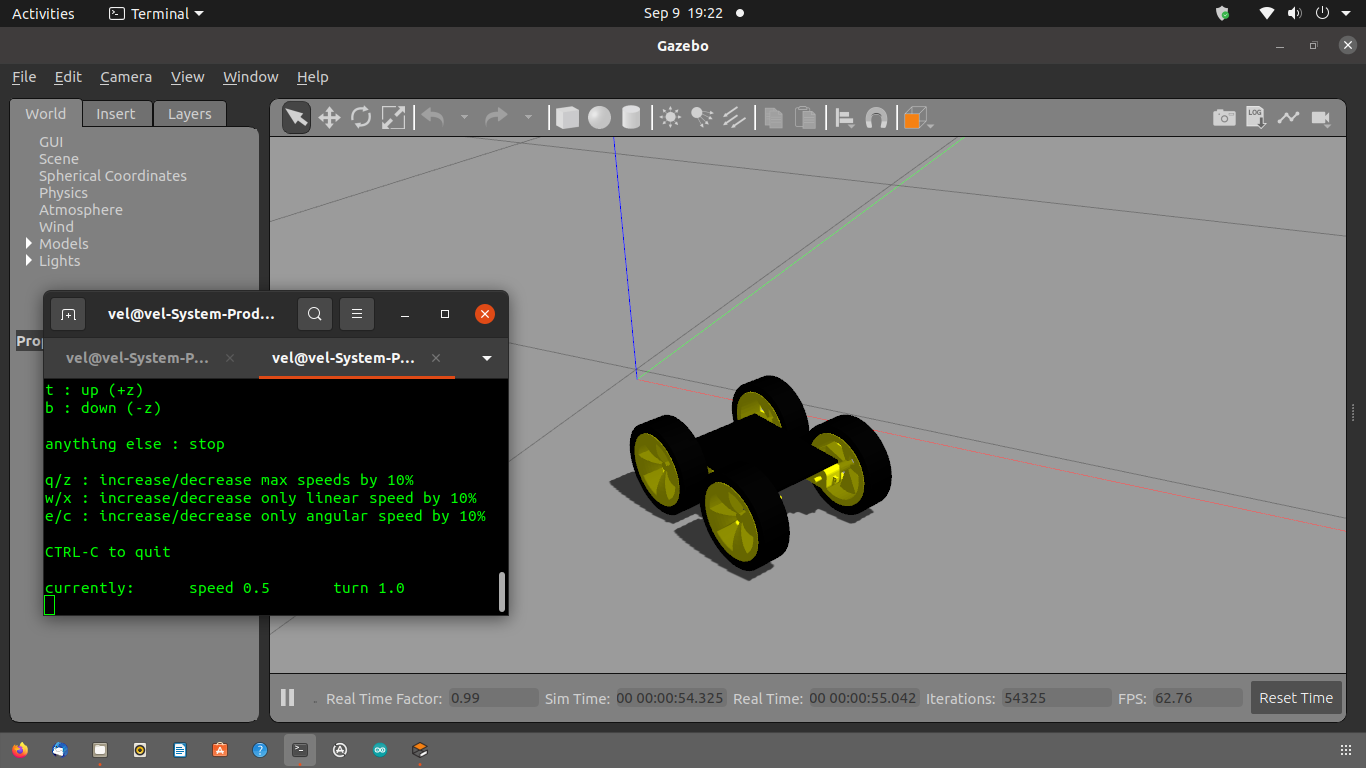 Activities
Terminal
Sep 9 19:22
Gazebo
File Edit Camera View Window Help
World Insert Layers
GUI
Scene
Spherical Coordinates
Physics
Atmosphere
Wind
Models
Lights
LOG
vel@vel-System-Prod...
vel@vel-System-P...
vel@vel-System-P...
t : up (+z)
b : down (-z)
anything else : stop
q/z : increase/decrease max speeds by 10%
w/x : increase/decrease only linear speed by 10%
e/c : increase/decrease only angular speed by 10%
CTRL-C to quit
currently: speed 0.5 turn 1.0
Real Time Factor: 0.99 Sim Time: 00 00:00:54.325 Real Time: 00 00:00:55.042 Iterations: 54325 FPS: 62.76 Reset Time